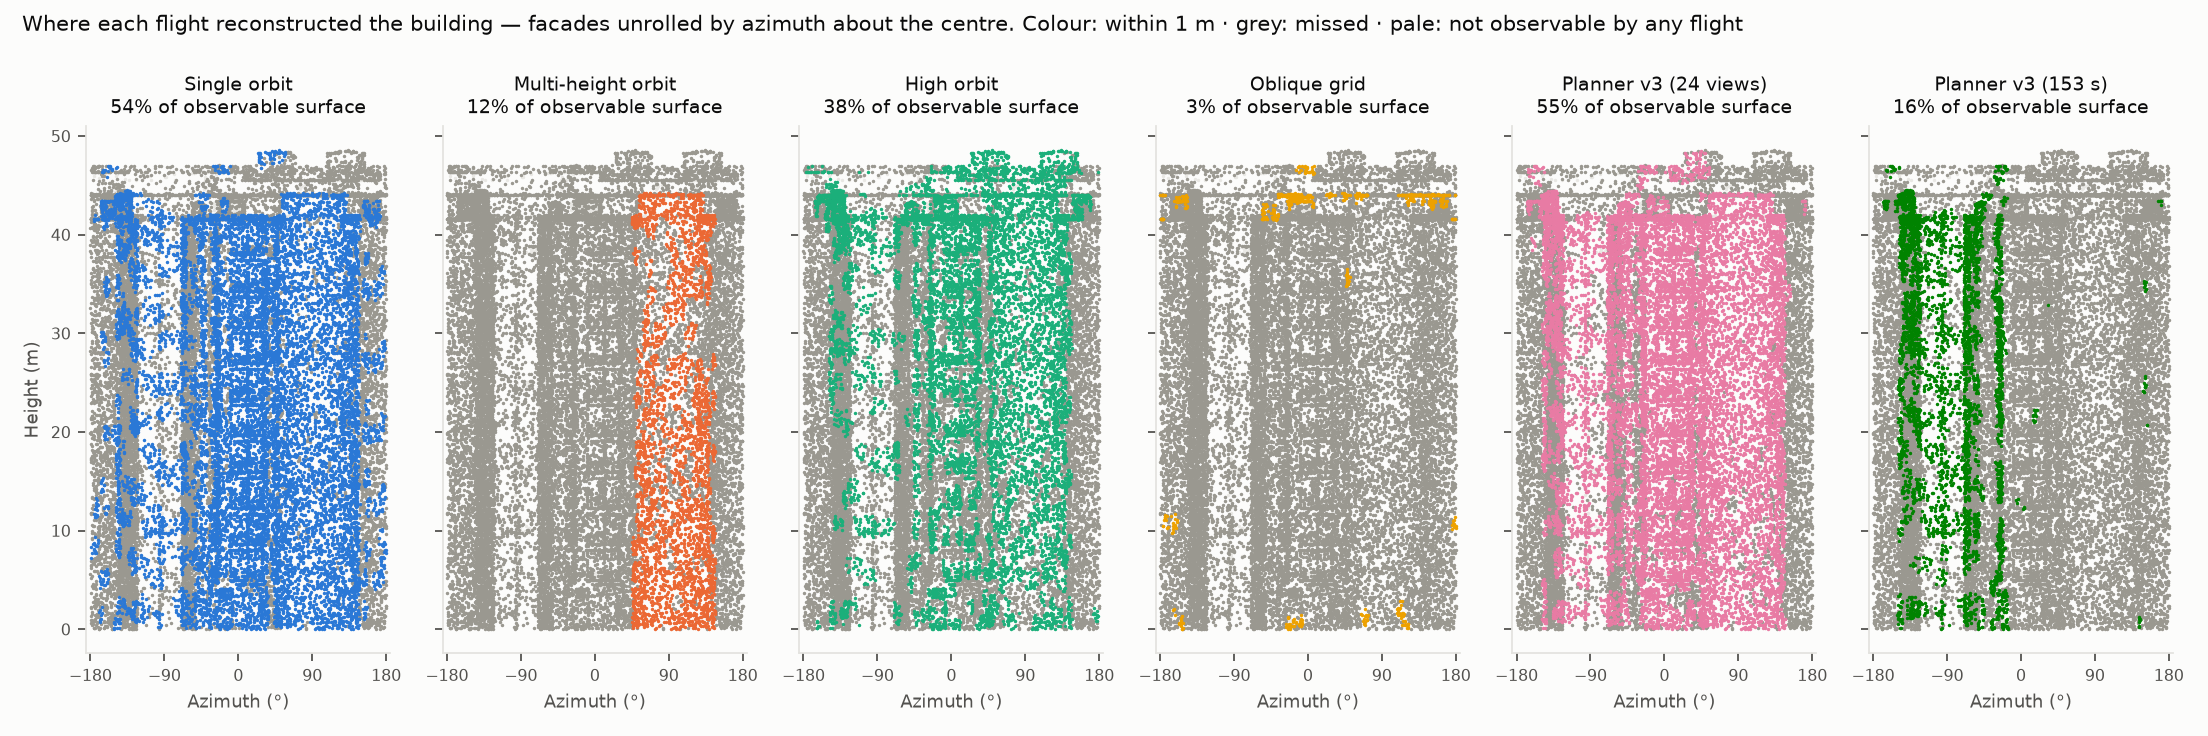 Where each flight reconstructed the building — facades unrolled by azimuth about the centre. Colour: within 1 m · grey: missed · pale: not observable by any flight
Single orbit
54% of observable surface
Multi-height orbit
12% of observable surface
High orbit
38% of observable surface
Oblique grid
3% of observable surface
Planner v3 (24 views)
55% of observable surface
Planner v3 (153 s)
16% of observable surface
Height (m)
50
40
30
20
10
0
−180 −90 0 90 180
−180 −90 0 90 180
−180 −90 0 90 180
−180 −90 0 90 180
−180 −90 0 90 180
−180 −90 0 90 180
Azimuth (°)
Azimuth (°)
Azimuth (°)
Azimuth (°)
Azimuth (°)
Azimuth (°)